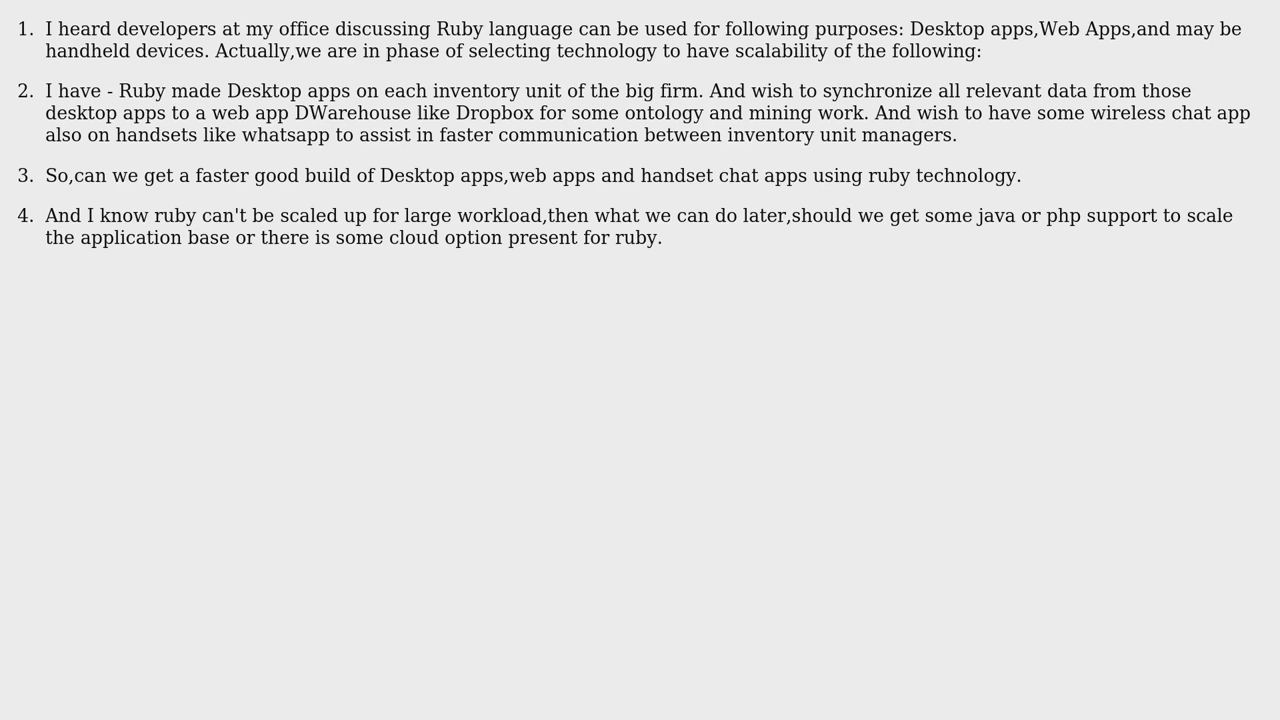 1. I heard developers at my office discussing Ruby language can be used for following purposes: Desktop apps,Web Apps,and may be
handheld devices. Actually,we are in phase of selecting technology to have scalability of the following:
2. I have - Ruby made Desktop apps on each inventory unit of the big firm. And wish to synchronize all relevant data from those
desktop apps to a web app DWarehouse like Dropbox for some ontology and mining work. And wish to have some wireless chat app
also on handsets like whatsapp to assist in faster communication between inventory unit managers.
3. So,can we get a faster good build of Desktop apps,web apps and handset chat apps using ruby technology.
4. And I know ruby can't be scaled up for large workload,then what we can do later,should we get some java or php support to scale
the application base or there is some cloud option present for ruby.